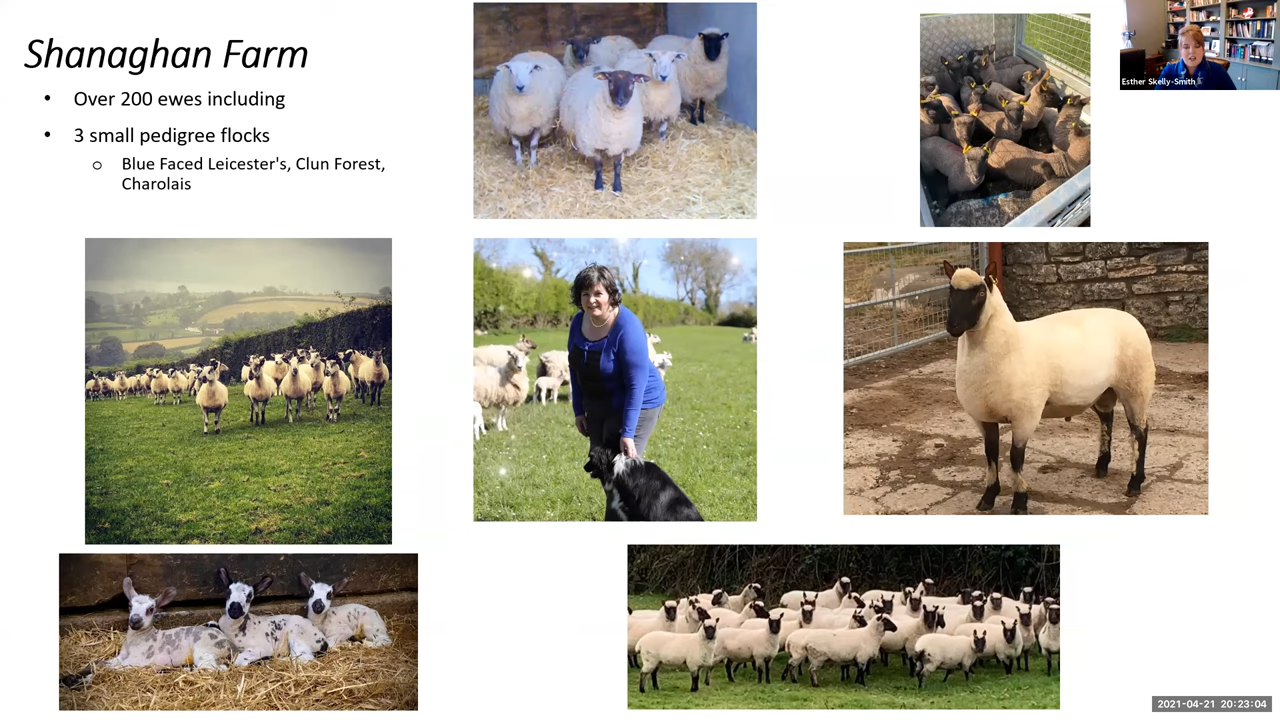 Shanaghan Farm
• Over 200 ewes including
• 3 small pedigree flocks
o Blue Faced Leicester's, Clun Forest,
Charolais
Esther Skelly-Smith
2021-04-21 20:23:04